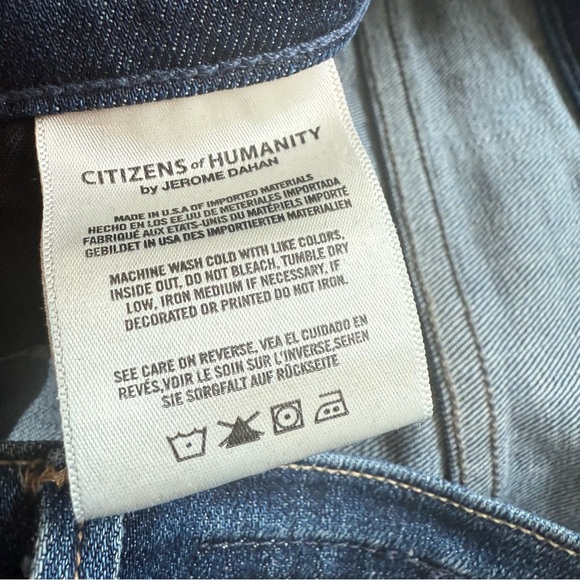 CITIZENS of HUMANITY
by JEROME DAHAN
MADE IN U.S.A OF IMPORTED MATERIALS
HECHO EN LOS EE.UU DE METERIALES IMPORTADA
FABRIQUÉ AUX ETATS-UNIS DU MATÉRIELS IMPORTÉ
GEBILDET IN USA DES IMPORTIERTEN MATERIALIEN
MACHINE WASH COLD WITH LIKE COLORS,
INSIDE OUT. DO NOT BLEACH, TUMBLE DRY
LOW, IRON MEDIUM IF NECESSARY, IF
DECORATED OR PRINTED DO NOT IRON.
SEE CARE ON REVERSE, VEA EL CUIDADO EN
REVÉS,VOIR LE SOIN SUR L'INVERSE,SEHEN
SIE SORGFALT AUF RÜCKSEITE